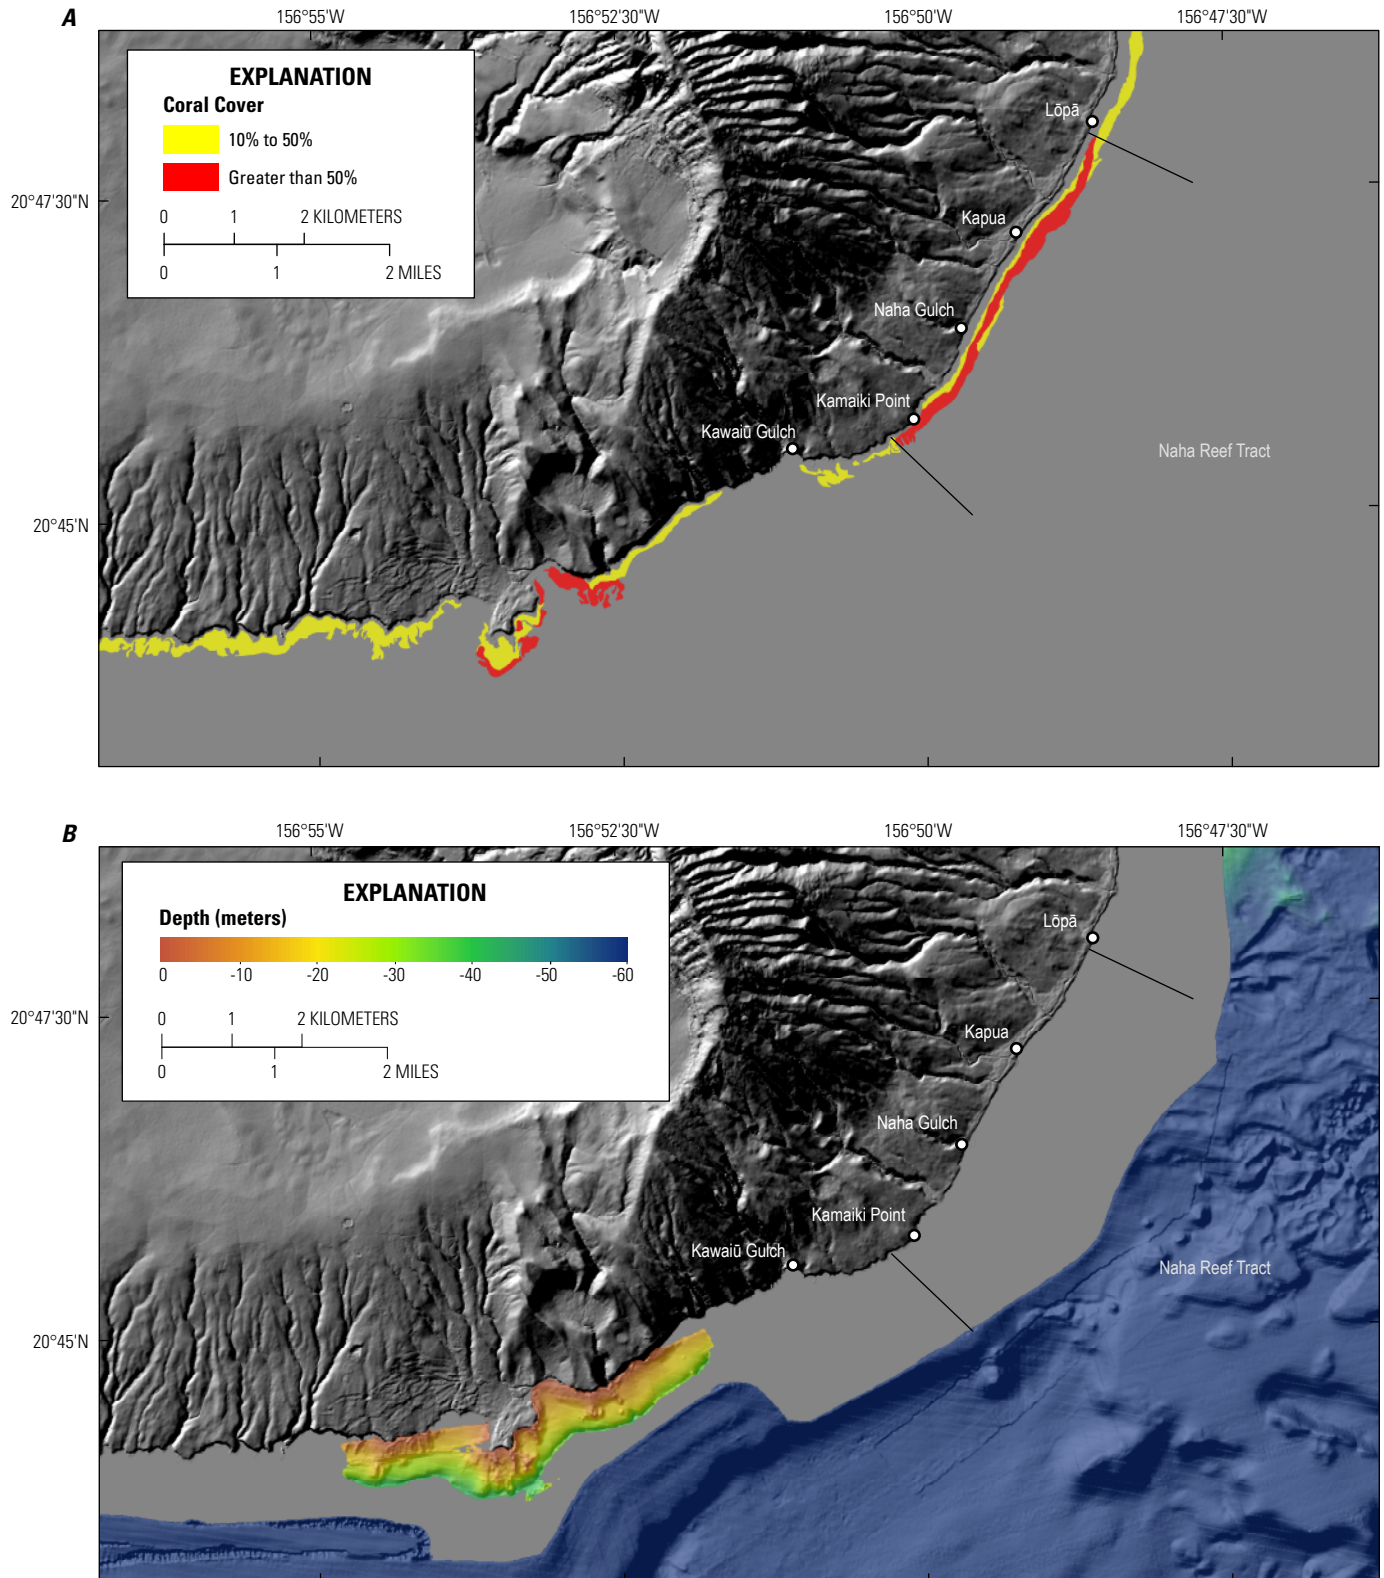 A
156°55'W 156°52'30"W 156°50'W 156°47'30"W
EXPLANATION
Coral Cover
10% to 50%
Greater than 50%
0 1 2 KILOMETERS
0 1 2 MILES
20°47'30"N
20°45'N
Lōpā
Kapua
Naha Gulch
Kamaiki Point
Kawaiū Gulch
Naha Reef Tract
B
156°55'W 156°52'30"W 156°50'W 156°47'30"W
EXPLANATION
Depth (meters)
0 -10 -20 -30 -40 -50 -60
0 1 2 KILOMETERS
0 1 2 MILES
20°47'30"N
20°45'N
Lōpā
Kapua
Naha Gulch
Kamaiki Point
Kawaiū Gulch
Naha Reef Tract